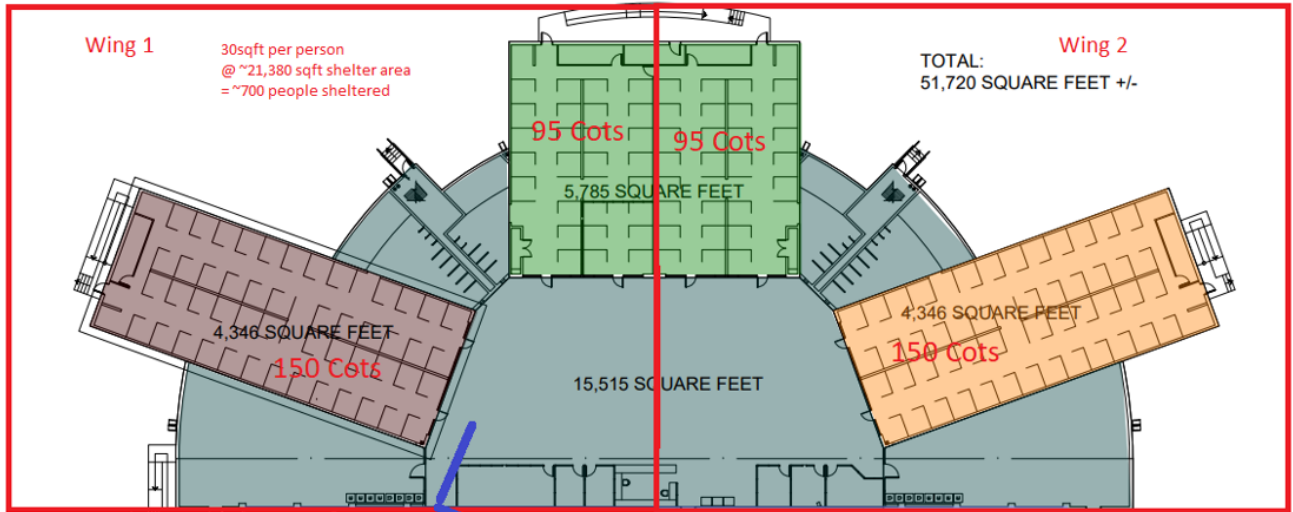 Wing 1
30sqft per person
@ ~21,380 sqft shelter area
= ~700 people sheltered
Wing 2
TOTAL:
51,720 SQUARE FEET +/-
95 Cots
95 Cots
5,785 SQUARE FEET
4,346 SQUARE FEET
150 Cots
4,346 SQUARE FEET
150 Cots
15,515 SQUARE FEET